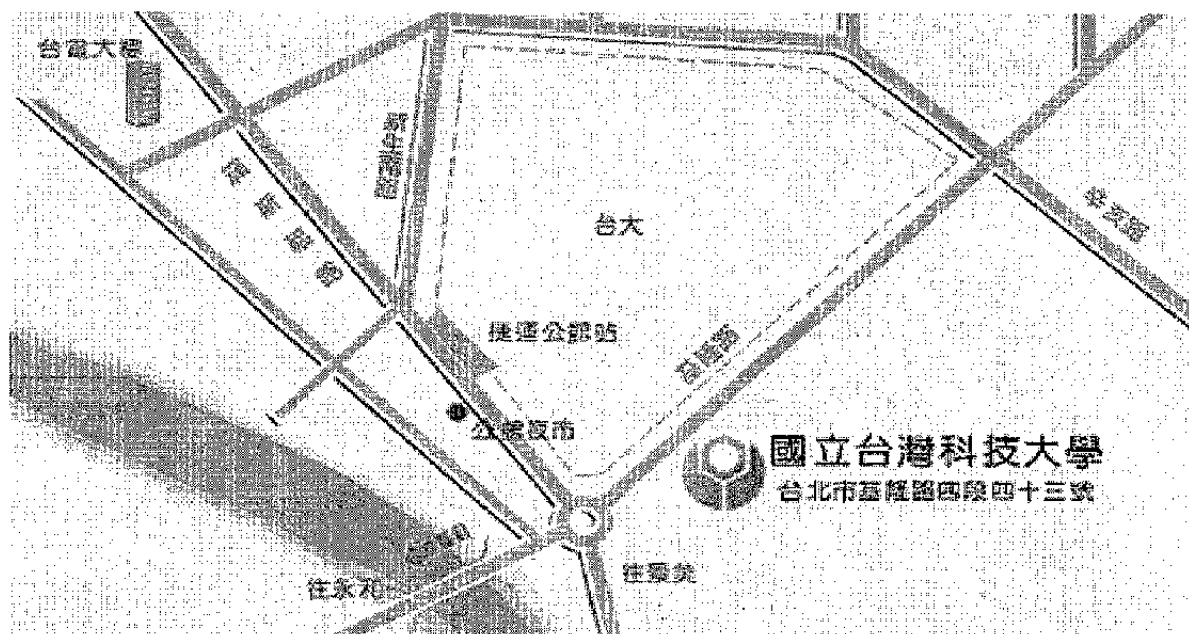 台電大樓
新生南路
羅斯福路
台大
辛亥路
捷運公館站
基隆路
公館夜市
國立台灣科技大學
台北市基隆路四段四十三號
往永和
往景美